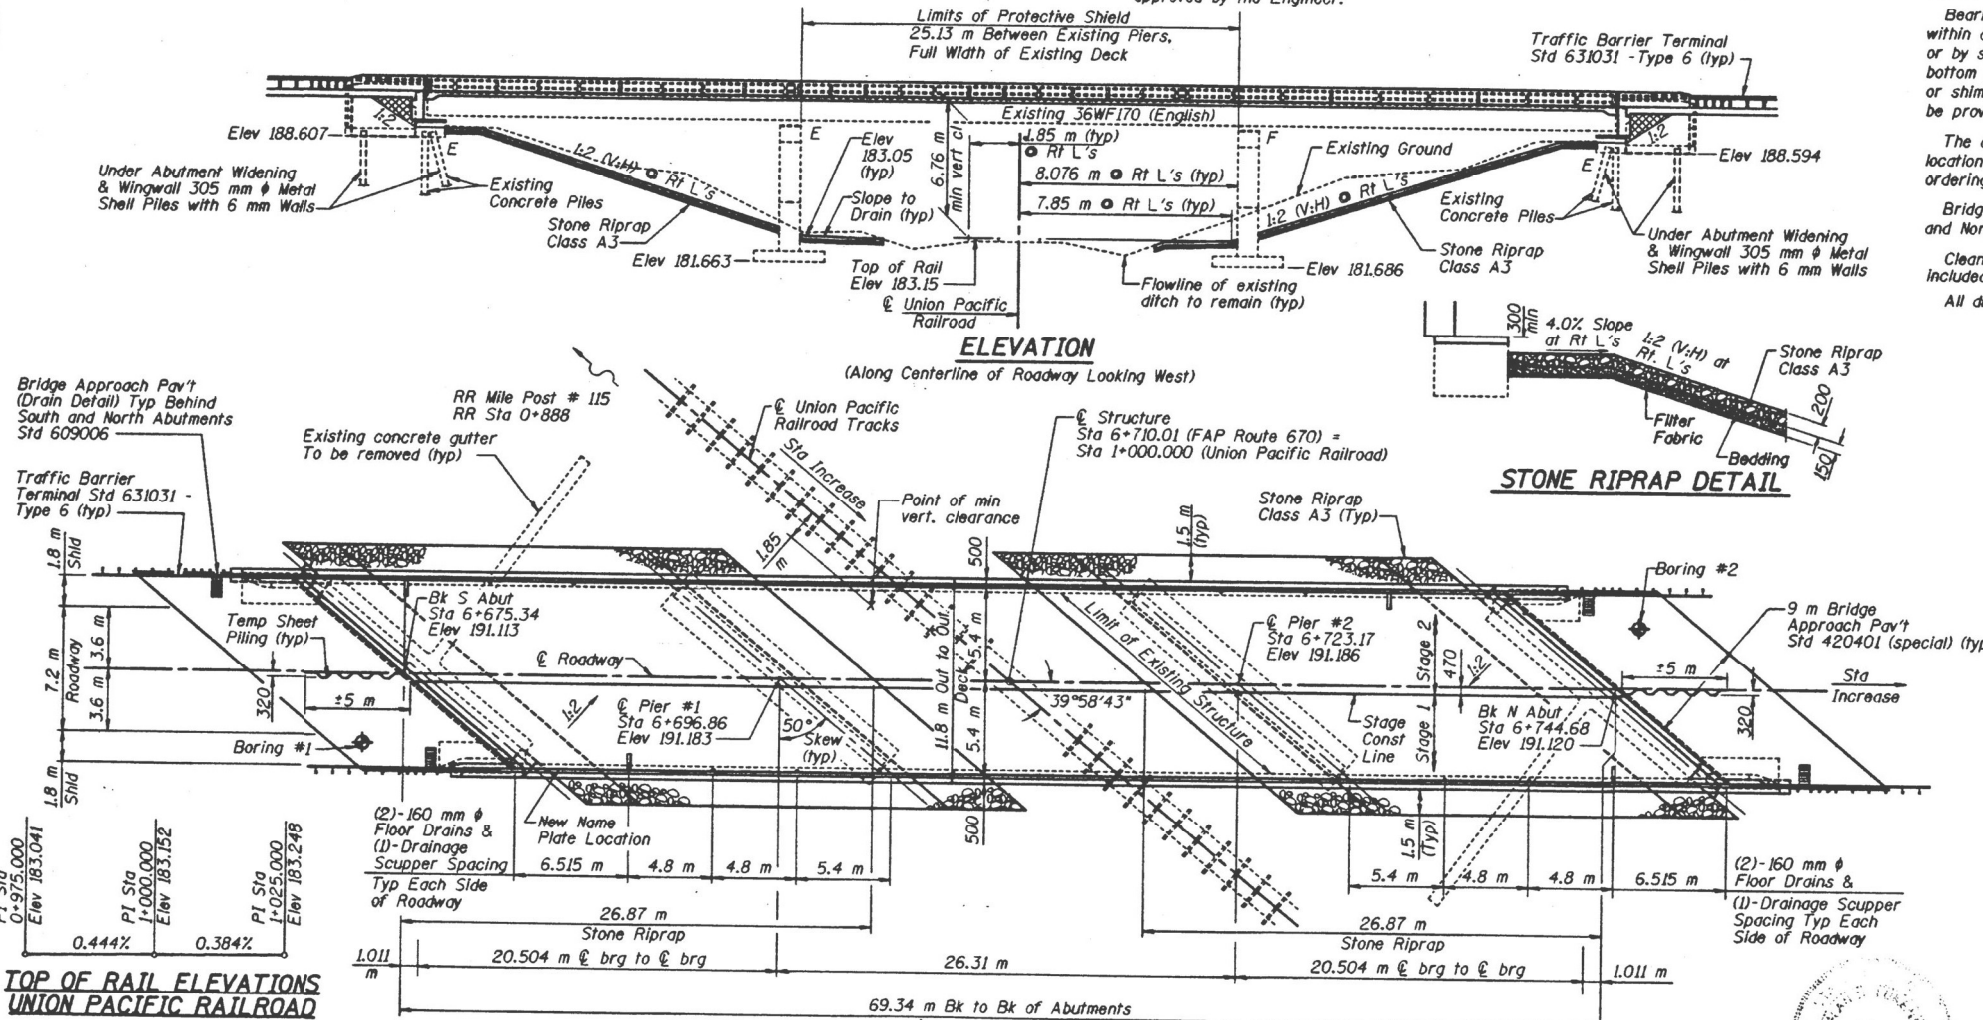 approved by the Engineer.
Limits of Protective Shield
25.13 m Between Existing Piers,
Full Width of Existing Deck
Traffic Barrier Terminal
Std 631031 - Type 6 (typ)
Elev 188.607
1:2
E
Under Abutment Widening
& Wingwall 305 mm ϕ Metal
Shell Piles with 6 mm Walls
Existing
Concrete Piles
1:2 (V:H) @ Rt L's
Stone Riprap
Class A3
Elev 181.663
E
Elev
183.05
(typ)
Slope to
Drain (typ)
6.76 m
min vert cl
Existing 36WF170 (English)
1.85 m (typ)
@ Rt L's
8.076 m @ Rt L's (typ)
7.85 m @ Rt L's (typ)
Top of Rail
Elev 183.15
℄ Union Pacific
Railroad
F
Existing Ground
1:2 (V:H) @ Rt L's
Flowline of existing
ditch to remain (typ)
Elev 181.686
Existing
Concrete Piles
Stone Riprap
Class A3
E
1:2
Elev 188.594
Under Abutment Widening
& Wingwall 305 mm ϕ Metal
Shell Piles with 6 mm Walls
ELEVATION
(Along Centerline of Roadway Looking West)
within
or by s
bottom
or shim
be prov
The
location
ordering
Bridg
and Nor
Clean
included
All
300
min
4.0% Slope
at Rt L's
1:2 (V:H) at
Rt. L's
Stone Riprap
Class A3
200
Filter
Fabric
Bedding
150
STONE RIPRAP DETAIL
Bridge Approach Pav't
(Drain Detail) Typ Behind
South and North Abutments
Std 609006
Traffic Barrier
Terminal Std 631031 -
Type 6 (typ)
Existing concrete gutter
To be removed (typ)
RR Mile Post # 115
RR Sta 0+888
℄ Union Pacific
Railroad Tracks
Sta Increase
℄ Structure
Sta 6+710.01 (FAP Route 670) =
Sta 1+000.000 (Union Pacific Railroad)
Point of min
vert. clearance
1.85
m
500
1.5 m
(typ)
Stone Riprap
Class A3 (Typ)
Boring #2
9 m Bridge
Approach Pav't
Std 420401 (special) (typ
1.8 m
Shld
7.2 m
Roadway
3.6 m
3.6 m
1.8 m
Shld
320
Temp Sheet
Piling (typ)
±5 m
Boring #1
Bk S Abut
Sta 6+675.34
Elev 191.113
℄ Roadway
1:2
℄ Pier #1
Sta 6+696.86
Elev 191.183
50°
Skew
(typ)
11.8 m Out to Out
Deck
5.4 m
5.4 m
39°58'43"
Limit of Existing
Structure
℄ Pier #2
Sta 6+723.17
Elev 191.186
Stage
Const
Line
Stage 2
Stage 1
470
1:2
Bk N Abut
Sta 6+744.68
Elev 191.120
±5 m
320
Sta
Increase
New Name
Plate Location
500
1.5 m
(Typ)
(2)-160 mm ϕ
Floor Drains &
(1)-Drainage
Scupper Spacing
Typ Each Side
of Roadway
6.515 m
4.8 m
4.8 m
5.4 m
5.4 m
4.8 m
4.8 m
6.515 m
(2)-160 mm ϕ
Floor Drains &
(1)-Drainage Scupper
Spacing Typ Each
Side of Roadway
26.87 m
Stone Riprap
26.87 m
Stone Riprap
1.011
m
20.504 m ℄ brg to ℄ brg
26.31 m
20.504 m ℄ brg to ℄ brg
1.011 m
69.34 m Bk to Bk of Abutments
PI Sta
0+975.000
Elev 183.041
PI Sta
1+000.000
Elev 183.152
PI Sta
1+025.000
Elev 183.248
0.444%
0.384%
TOP OF RAIL ELEVATIONS
UNION PACIFIC RAILROAD